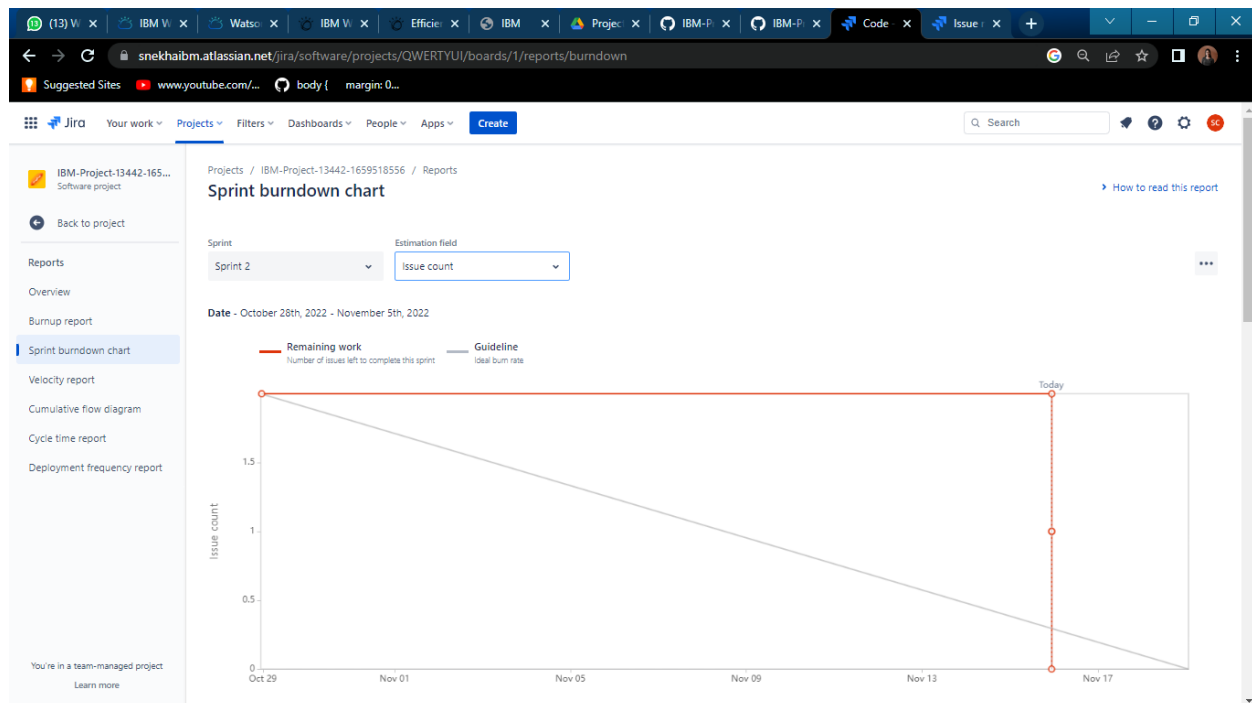 (13) W
IBM W
Watso
IBM W
Efficier
IBM
Projec
IBM-P
IBM-P
Code -
Issue
snekhaibm.atlassian.net/jira/software/projects/QWERTYUI/boards/1/reports/burndown
Suggested Sites www.youtube.com/... body { margin: 0...
Jira Your work Projects Filters Dashboards People Apps Create Search SC
IBM-Project-13442-165...
Software project
Back to project
Reports
Overview
Burnup report
Sprint burndown chart
Velocity report
Cumulative flow diagram
Cycle time report
Deployment frequency report
You're in a team-managed project
Learn more
Projects / IBM-Project-13442-1659518556 / Reports
Sprint burndown chart
How to read this report
Sprint Estimation field
Sprint 2 Issue count
Date - October 28th, 2022 - November 5th, 2022
Remaining work Guideline
Number of issues left to complete this sprint Ideal burn rate
Today
1.5
1
0.5
0
Issue count
Oct 29 Nov 01 Nov 05 Nov 09 Nov 13 Nov 17